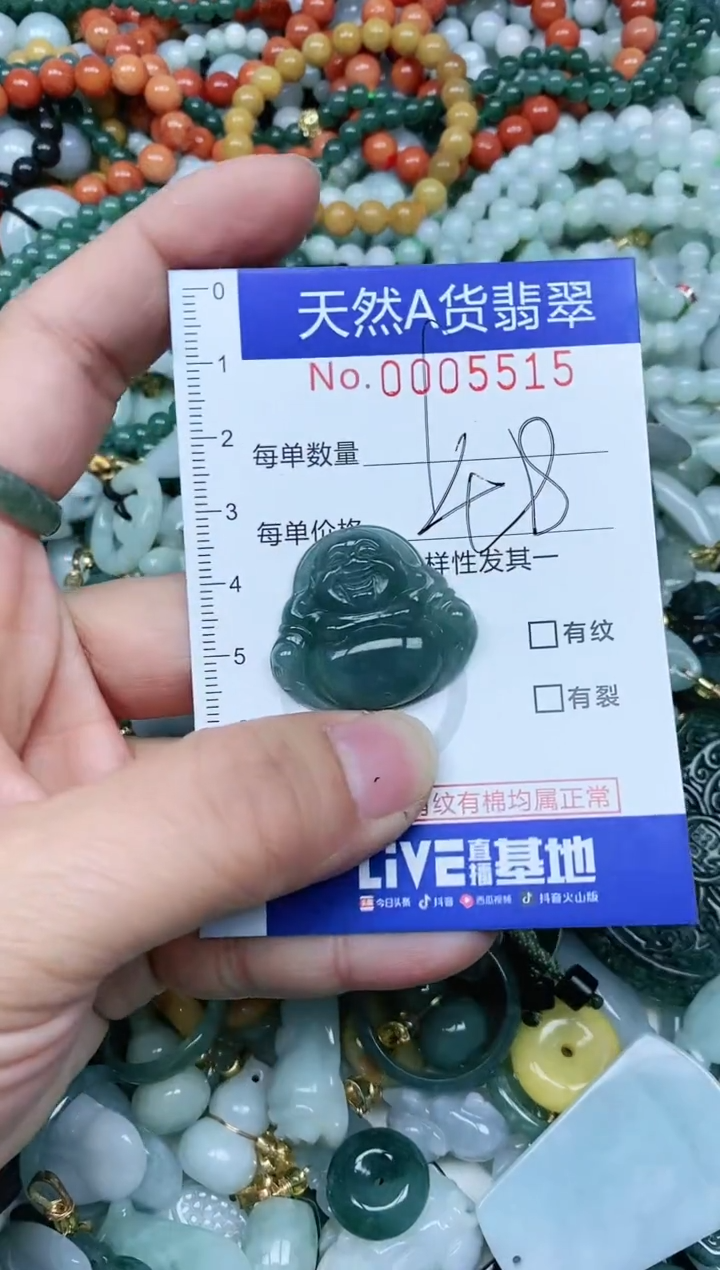 天然A货翡翠
No.0005515
0
1
2
3
4
5
每单数量
每单价格
48
样性发其一
有纹
有裂
有纹有棉均属正常
LiVE直播基地
今日头条 抖音 西瓜视频 抖音火山版